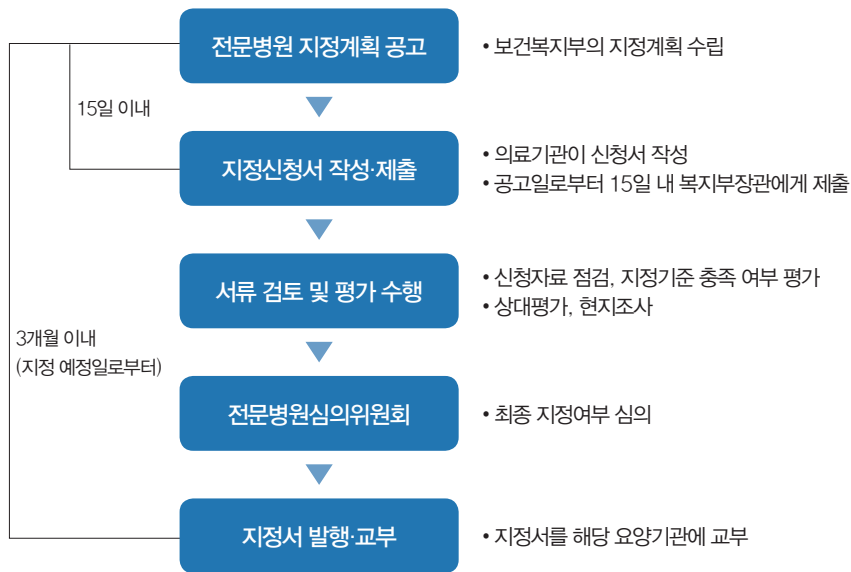 전문병원 지정계획 공고
• 보건복지부의 지정계획 수립
15일 이내
지정신청서 작성·제출
• 의료기관이 신청서 작성
• 공고일로부터 15일 내 복지부장관에게 제출
서류 검토 및 평가 수행
• 신청자료 점검, 지정기준 충족 여부 평가
• 상대평가, 현지조사
3개월 이내
(지정 예정일로부터)
전문병원심의위원회
• 최종 지정여부 심의
지정서 발행·교부
• 지정서를 해당 요양기관에 교부